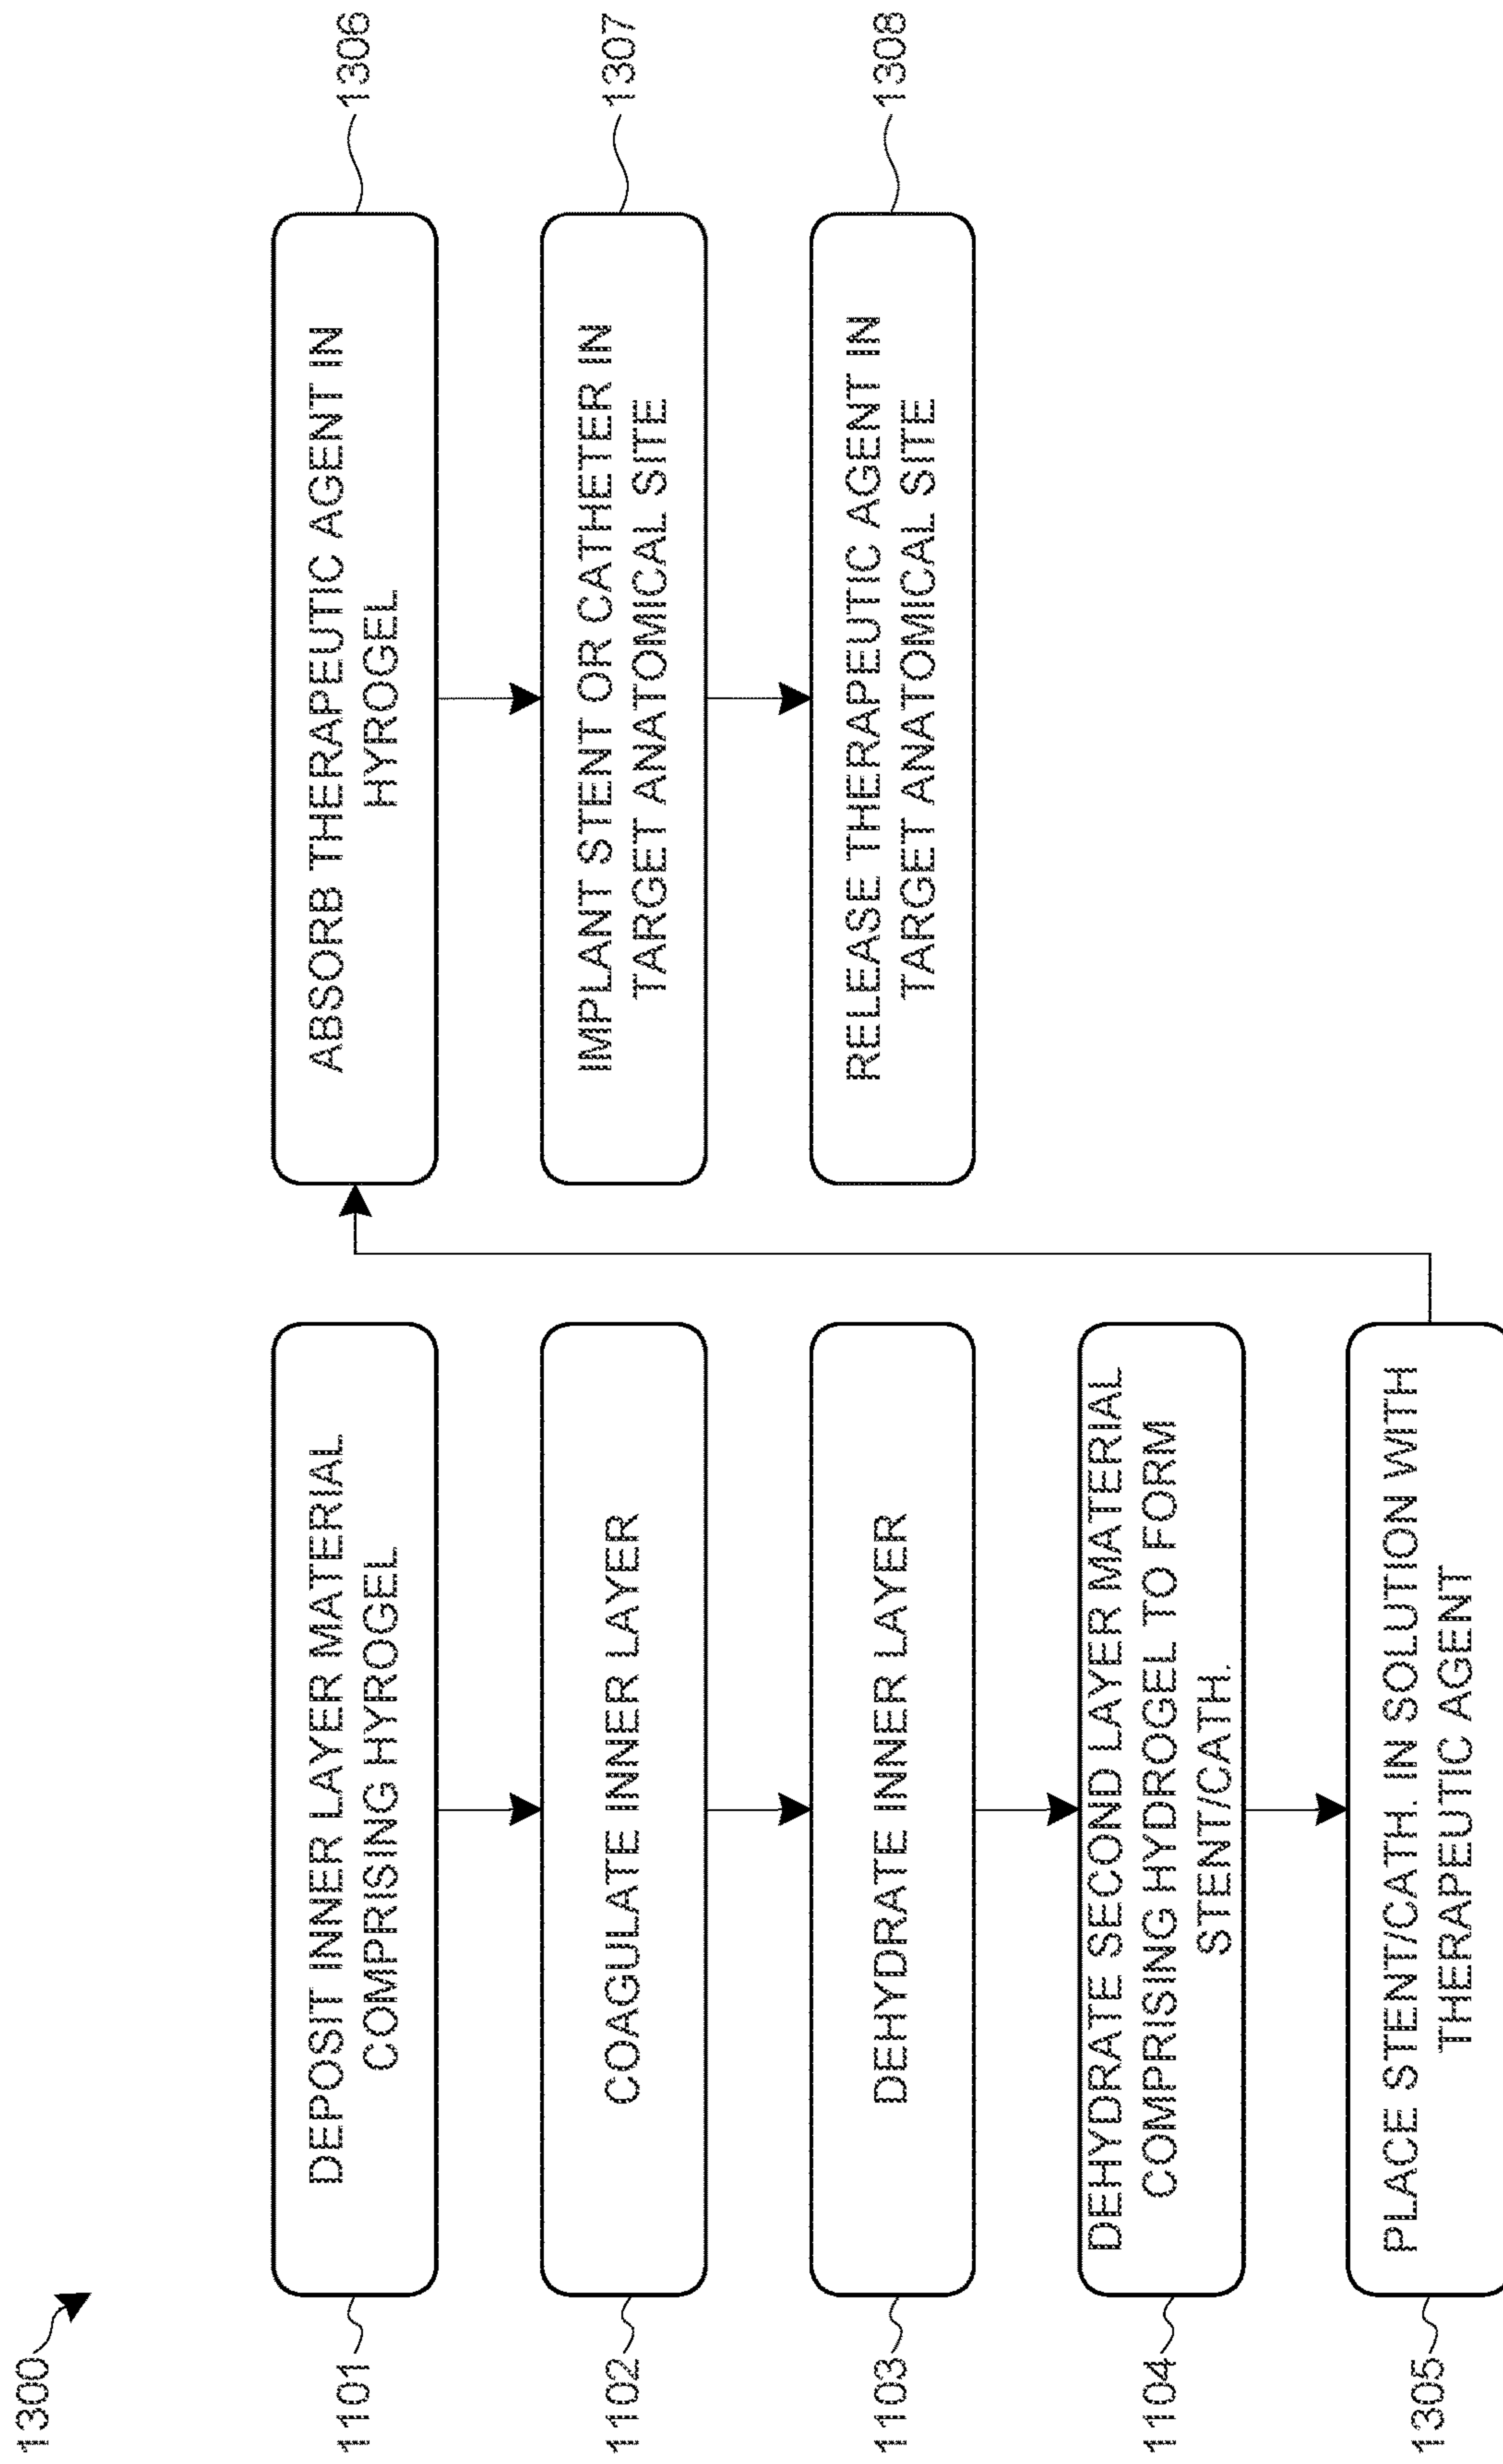 1300
1101
DEPOSIT INNER LAYER MATERIAL
COMPRISING HYROGEL
1102
COAGULATE INNER LAYER
1103
DEHYDRATE INNER LAYER
1104
DEHYDRATE SECOND LAYER MATERIAL
COMPRISING HYDROGEL TO FORM
STENT/CATH.
1305
PLACE STENT/CATH. IN SOLUTION WITH
THERAPEUTIC AGENT
ABSORB THERAPEUTIC AGENT IN
HYROGEL
1306
IMPLANT STENT OR CATHETER IN
TARGET ANATOMICAL SITE
1307
RELEASE THERAPEUTIC AGENT IN
TARGET ANATOMICAL SITE
1308